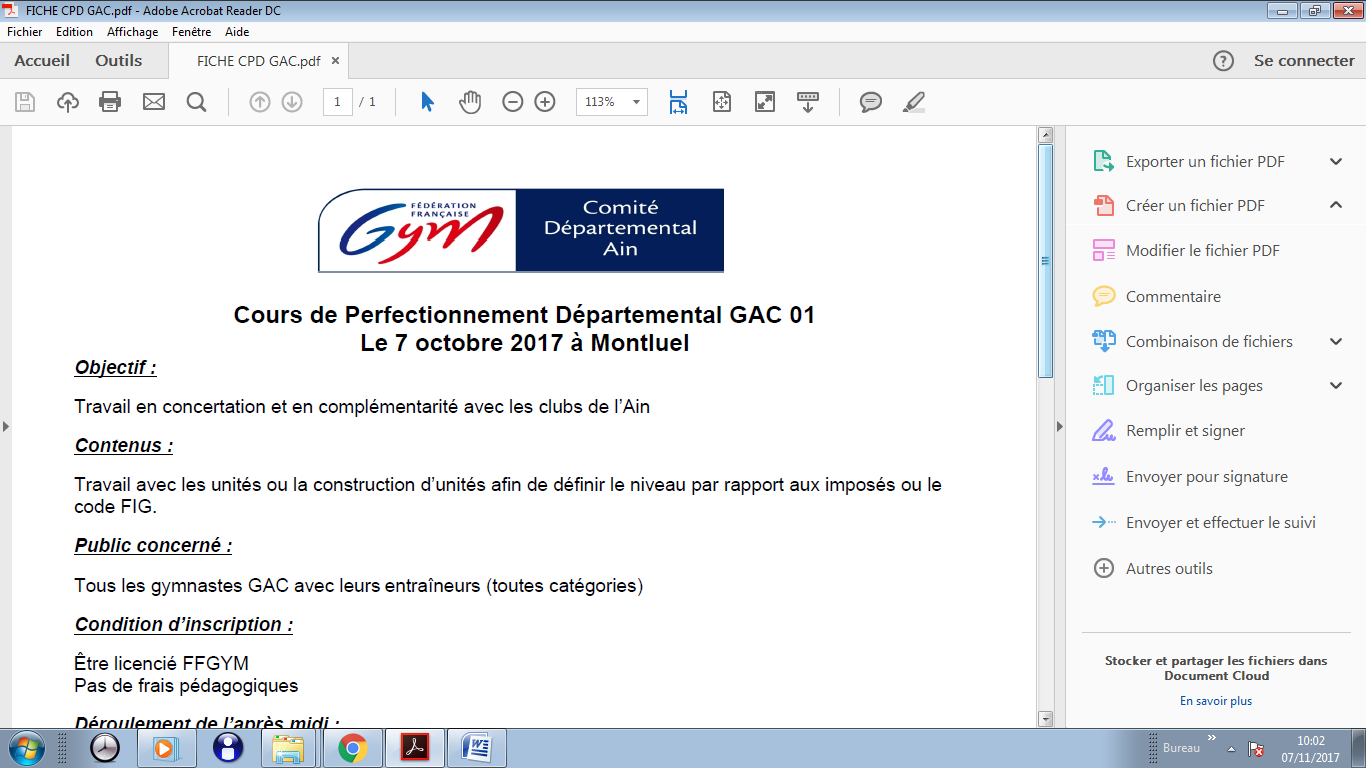 FICHE CPD GAC.pdf - Adobe Acrobat Reader DC
Fichier Edition Affichage Fenêtre Aide
Accueil Outils FICHE CPD GAC.pdf × ? Se connecter
1 / 1 113%
FÉDÉRATION
FRANÇAISE
Gym
Comité
Départemental
Ain
Cours de Perfectionnement Départemental GAC 01
Le 7 octobre 2017 à Montluel
Objectif :
Travail en concertation et en complémentarité avec les clubs de l’Ain
Contenus :
Travail avec les unités ou la construction d’unités afin de définir le niveau par rapport aux imposés ou le
code FIG.
Public concerné :
Tous les gymnastes GAC avec leurs entraîneurs (toutes catégories)
Condition d’inscription :
Être licencié FFGYM
Pas de frais pédagogiques
Déroulement de l’après midi :
Exporter un fichier PDF
Créer un fichier PDF
Modifier le fichier PDF
Commentaire
Combinaison de fichiers
Organiser les pages
Remplir et signer
Envoyer pour signature
Envoyer et effectuer le suivi
Autres outils
Stocker et partager les fichiers dans
Document Cloud
En savoir plus
Bureau »
10:02
07/11/2017